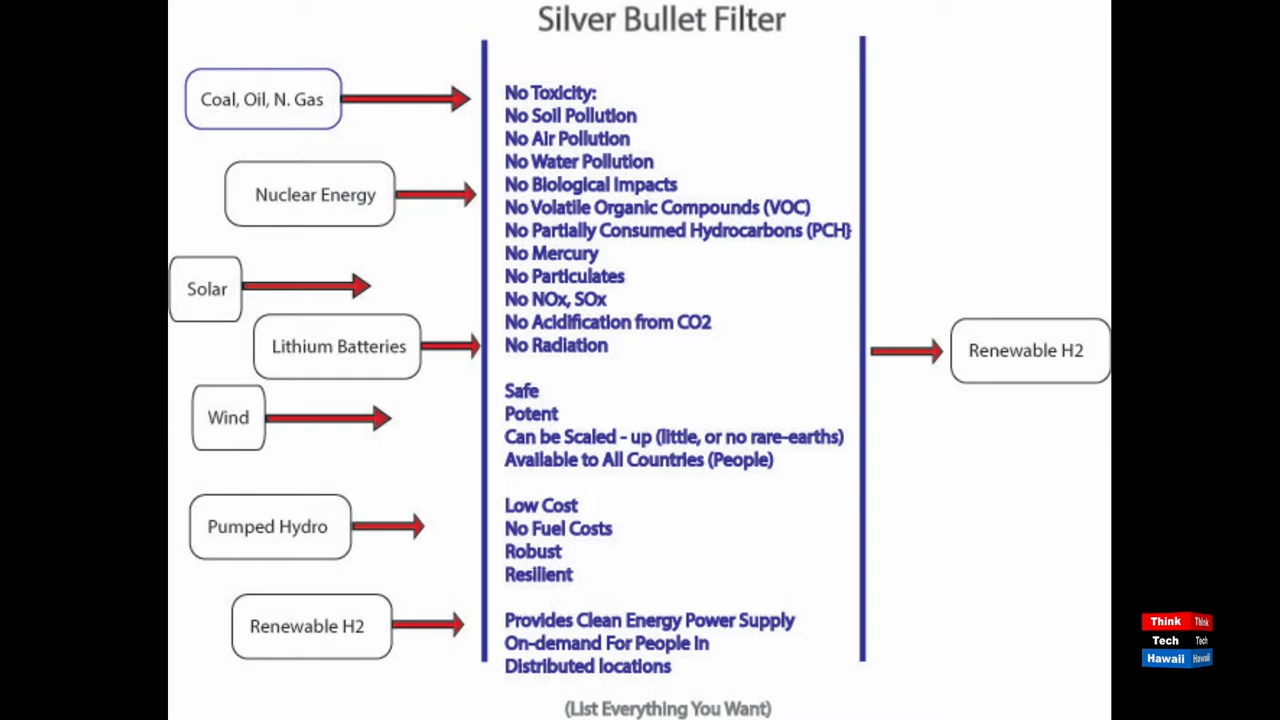 Silver Bullet Filter
Coal, Oil, N. Gas
Nuclear Energy
Solar
Lithium Batteries
Wind
Pumped Hydro
Renewable H2
No Toxicity:
No Soil Pollution
No Air Pollution
No Water Pollution
No Biological Impacts
No Volatile Organic Compounds (VOC)
No Partially Consumed Hydrocarbons (PCH}
No Mercury
No Particulates
No NOx, SOx
No Acidification from CO2
No Radiation
Safe
Potent
Can be Scaled - up (little, or no rare-earths)
Available to All Countries (People)
Low Cost
No Fuel Costs
Robust
Resilient
Provides Clean Energy Power Supply
On-demand For People In
Distributed locations
(List Everything You Want)
Renewable H2
Think Think
Tech Tech
Hawaii Hawaii